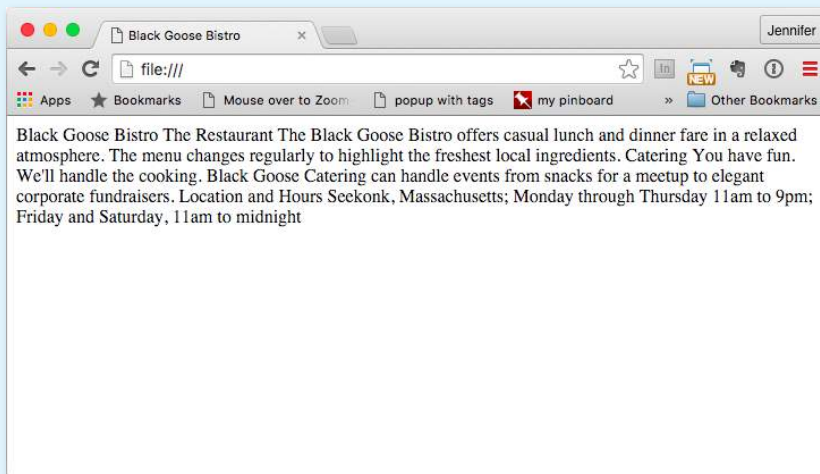 Black Goose Bistro
Jennifer
file:///
In
NEW
Apps Bookmarks Mouse over to Zoom popup with tags my pinboard » Other Bookmarks
Black Goose Bistro The Restaurant The Black Goose Bistro offers casual lunch and dinner fare in a relaxed
atmosphere. The menu changes regularly to highlight the freshest local ingredients. Catering You have fun.
We'll handle the cooking. Black Goose Catering can handle events from snacks for a meetup to elegant
corporate fundraisers. Location and Hours Seekonk, Massachusetts; Monday through Thursday 11am to 9pm;
Friday and Saturday, 11am to midnight